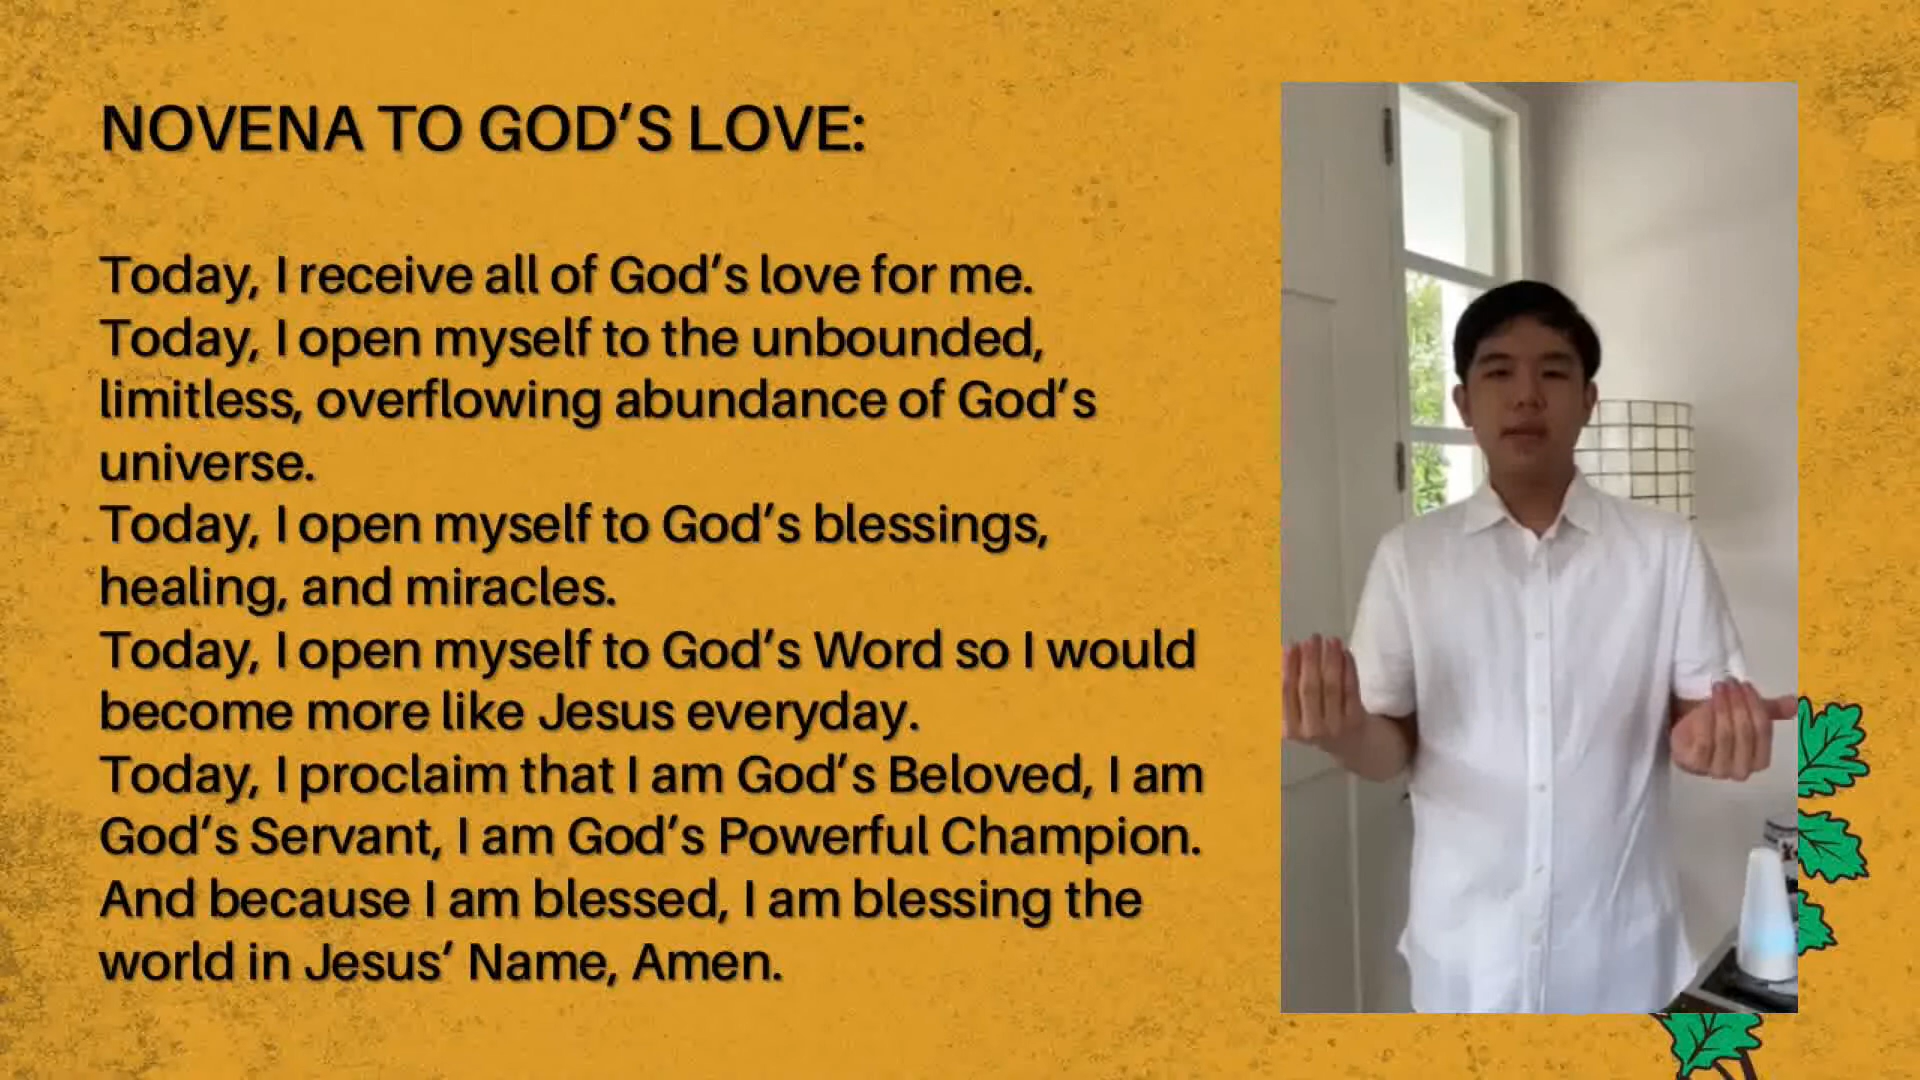 NOVENA TO GOD'S LOVE:
Today, I receive all of God's love for me.
Today, I open myself to the unbounded,
limitless, overflowing abundance of God's
universe.
Today, I open myself to God's blessings,
healing, and miracles.
Today, I open myself to God's Word so I would
become more like Jesus everyday.
Today, I proclaim that I am God's Beloved, I am
God's Servant, I am God's Powerful Champion.
And because I am blessed, I am blessing the
world in Jesus' Name, Amen.